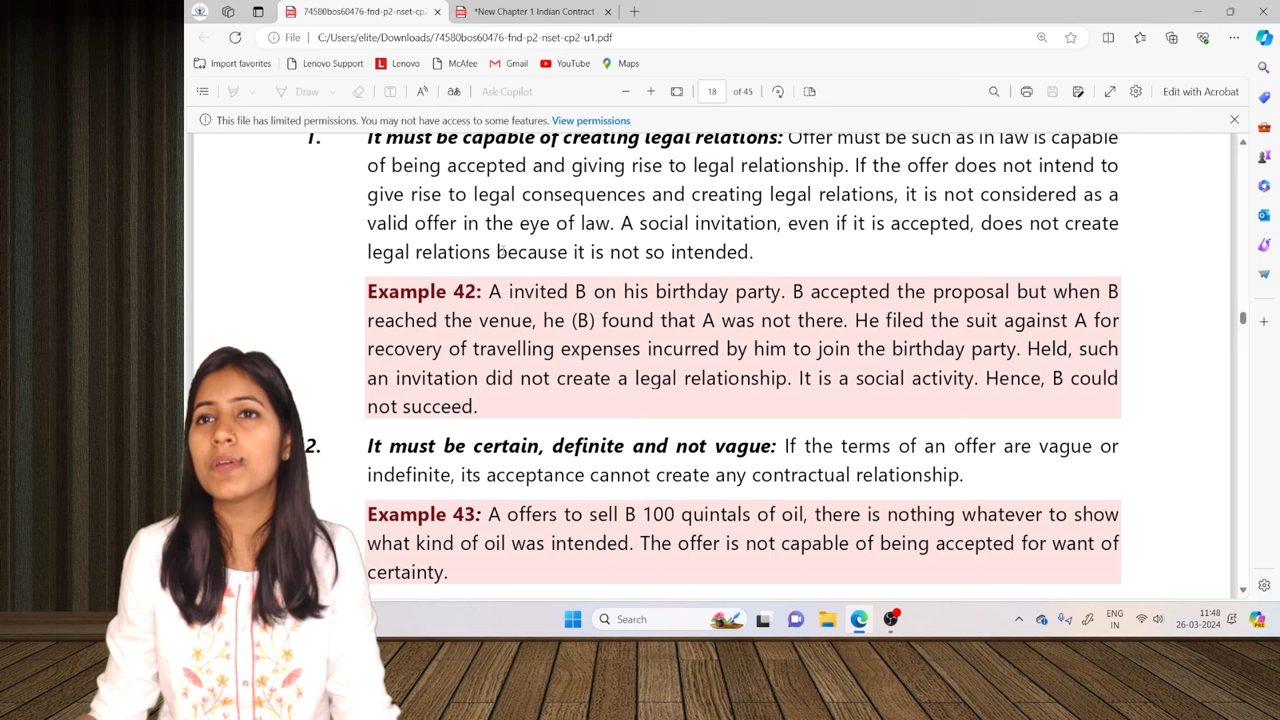 74580bos60476-fnd-p2-nset-cp2-
*New Chapter 1 Indian Contract
File
C:/Users/elite/Downloads/74580bos60476-fnd-p2-nset-cp2-u1.pdf
Import favorites
Lenovo Support
L Lenovo
McAfee
Gmail
YouTube
Maps
Draw
Ask Copilot
18 of 45
Edit with Acrobat
This file has limited permissions. You may not have access to some features. View permissions
1. It must be capable of creating legal relations: Offer must be such as in law is capable
of being accepted and giving rise to legal relationship. If the offer does not intend to
give rise to legal consequences and creating legal relations, it is not considered as a
valid offer in the eye of law. A social invitation, even if it is accepted, does not create
legal relations because it is not so intended.
Example 42: A invited B on his birthday party. B accepted the proposal but when B
reached the venue, he (B) found that A was not there. He filed the suit against A for
recovery of travelling expenses incurred by him to join the birthday party. Held, such
an invitation did not create a legal relationship. It is a social activity. Hence, B could
not succeed.
2. It must be certain, definite and not vague: If the terms of an offer are vague or
indefinite, its acceptance cannot create any contractual relationship.
Example 43: A offers to sell B 100 quintals of oil, there is nothing whatever to show
what kind of oil was intended. The offer is not capable of being accepted for want of
certainty.
Search
ENG
IN
11:48
26-03-2024